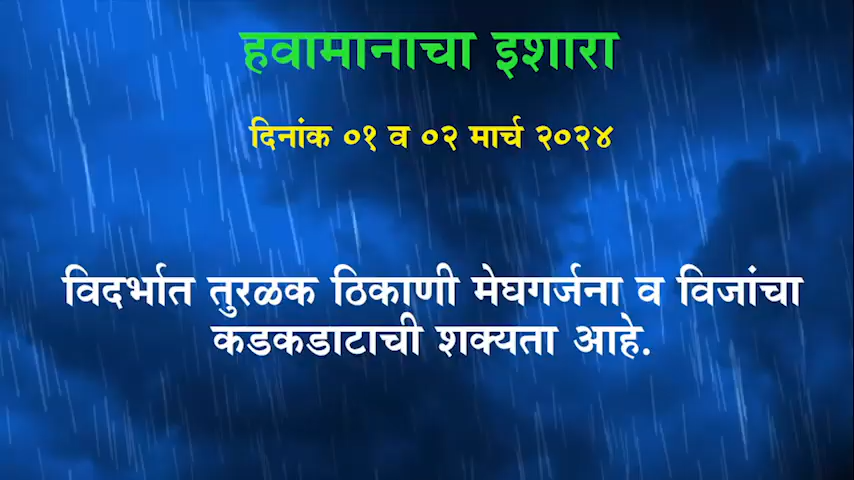 हवामानाचा इशारा
दिनांक ०१ व ०२ मार्च २०२४
विदर्भात तुरळक ठिकाणी मेघगर्जना व विजांचा
कडकडाटाची शक्यता आहे.